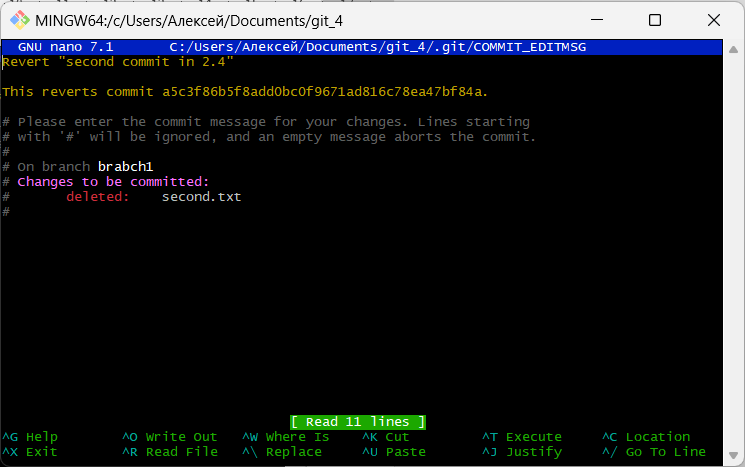 MINGW64:/c/Users/Алексей/Documents/git_4
GNU nano 7.1 C:/Users/Алексей/Documents/git_4/.git/COMMIT_EDITMSG
Revert "second commit in 2.4"
This reverts commit a5c3f86b5f8add0bc0f9671ad816c78ea47bf84a.
# Please enter the commit message for your changes. Lines starting
# with '#' will be ignored, and an empty message aborts the commit.
#
# On branch brabch1
# Changes to be committed:
# deleted: second.txt
#
[ Read 11 lines ]
^G Help ^O Write Out ^W Where Is ^K Cut ^T Execute ^C Location
^X Exit ^R Read File ^\ Replace ^U Paste ^J Justify ^/ Go To Line